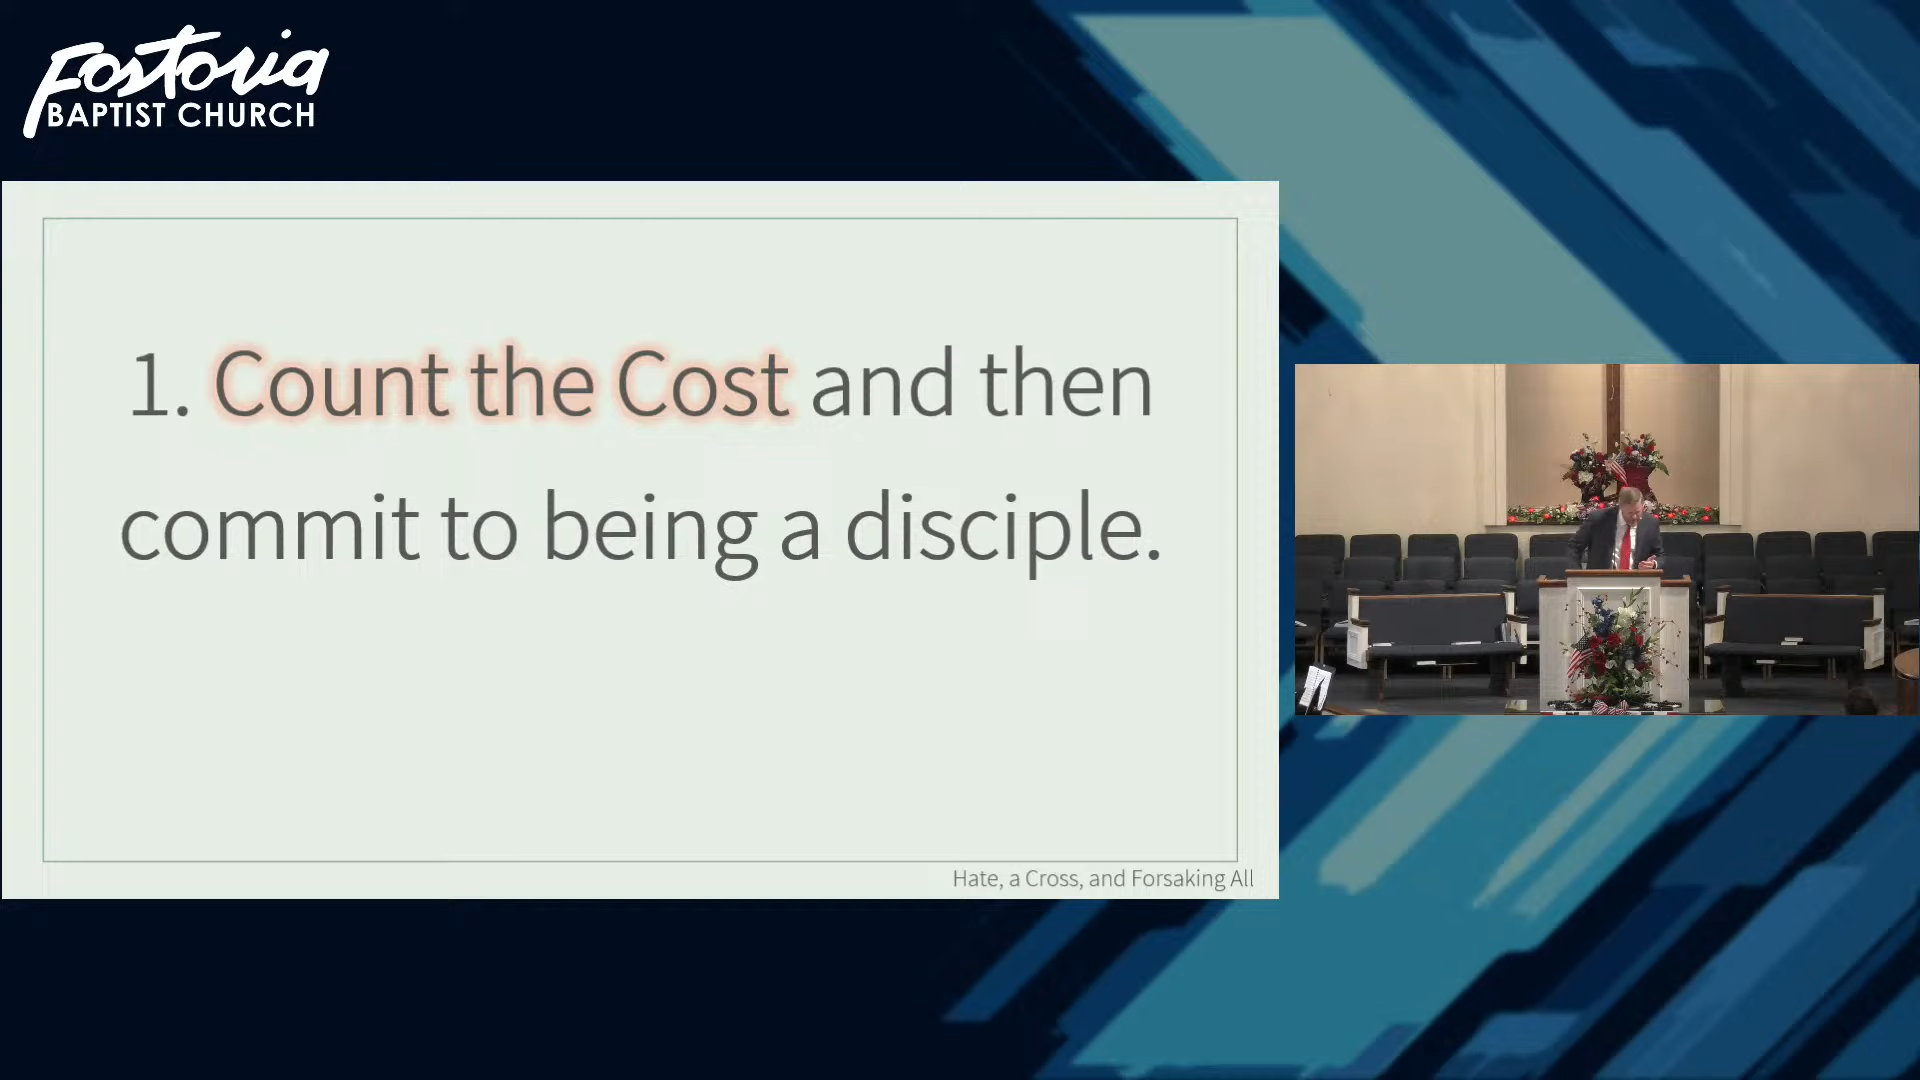 Fostoria
BAPTIST CHURCH
1. Count the Cost and then
commit to being a disciple.
Hate, a Cross, and Forsaking All